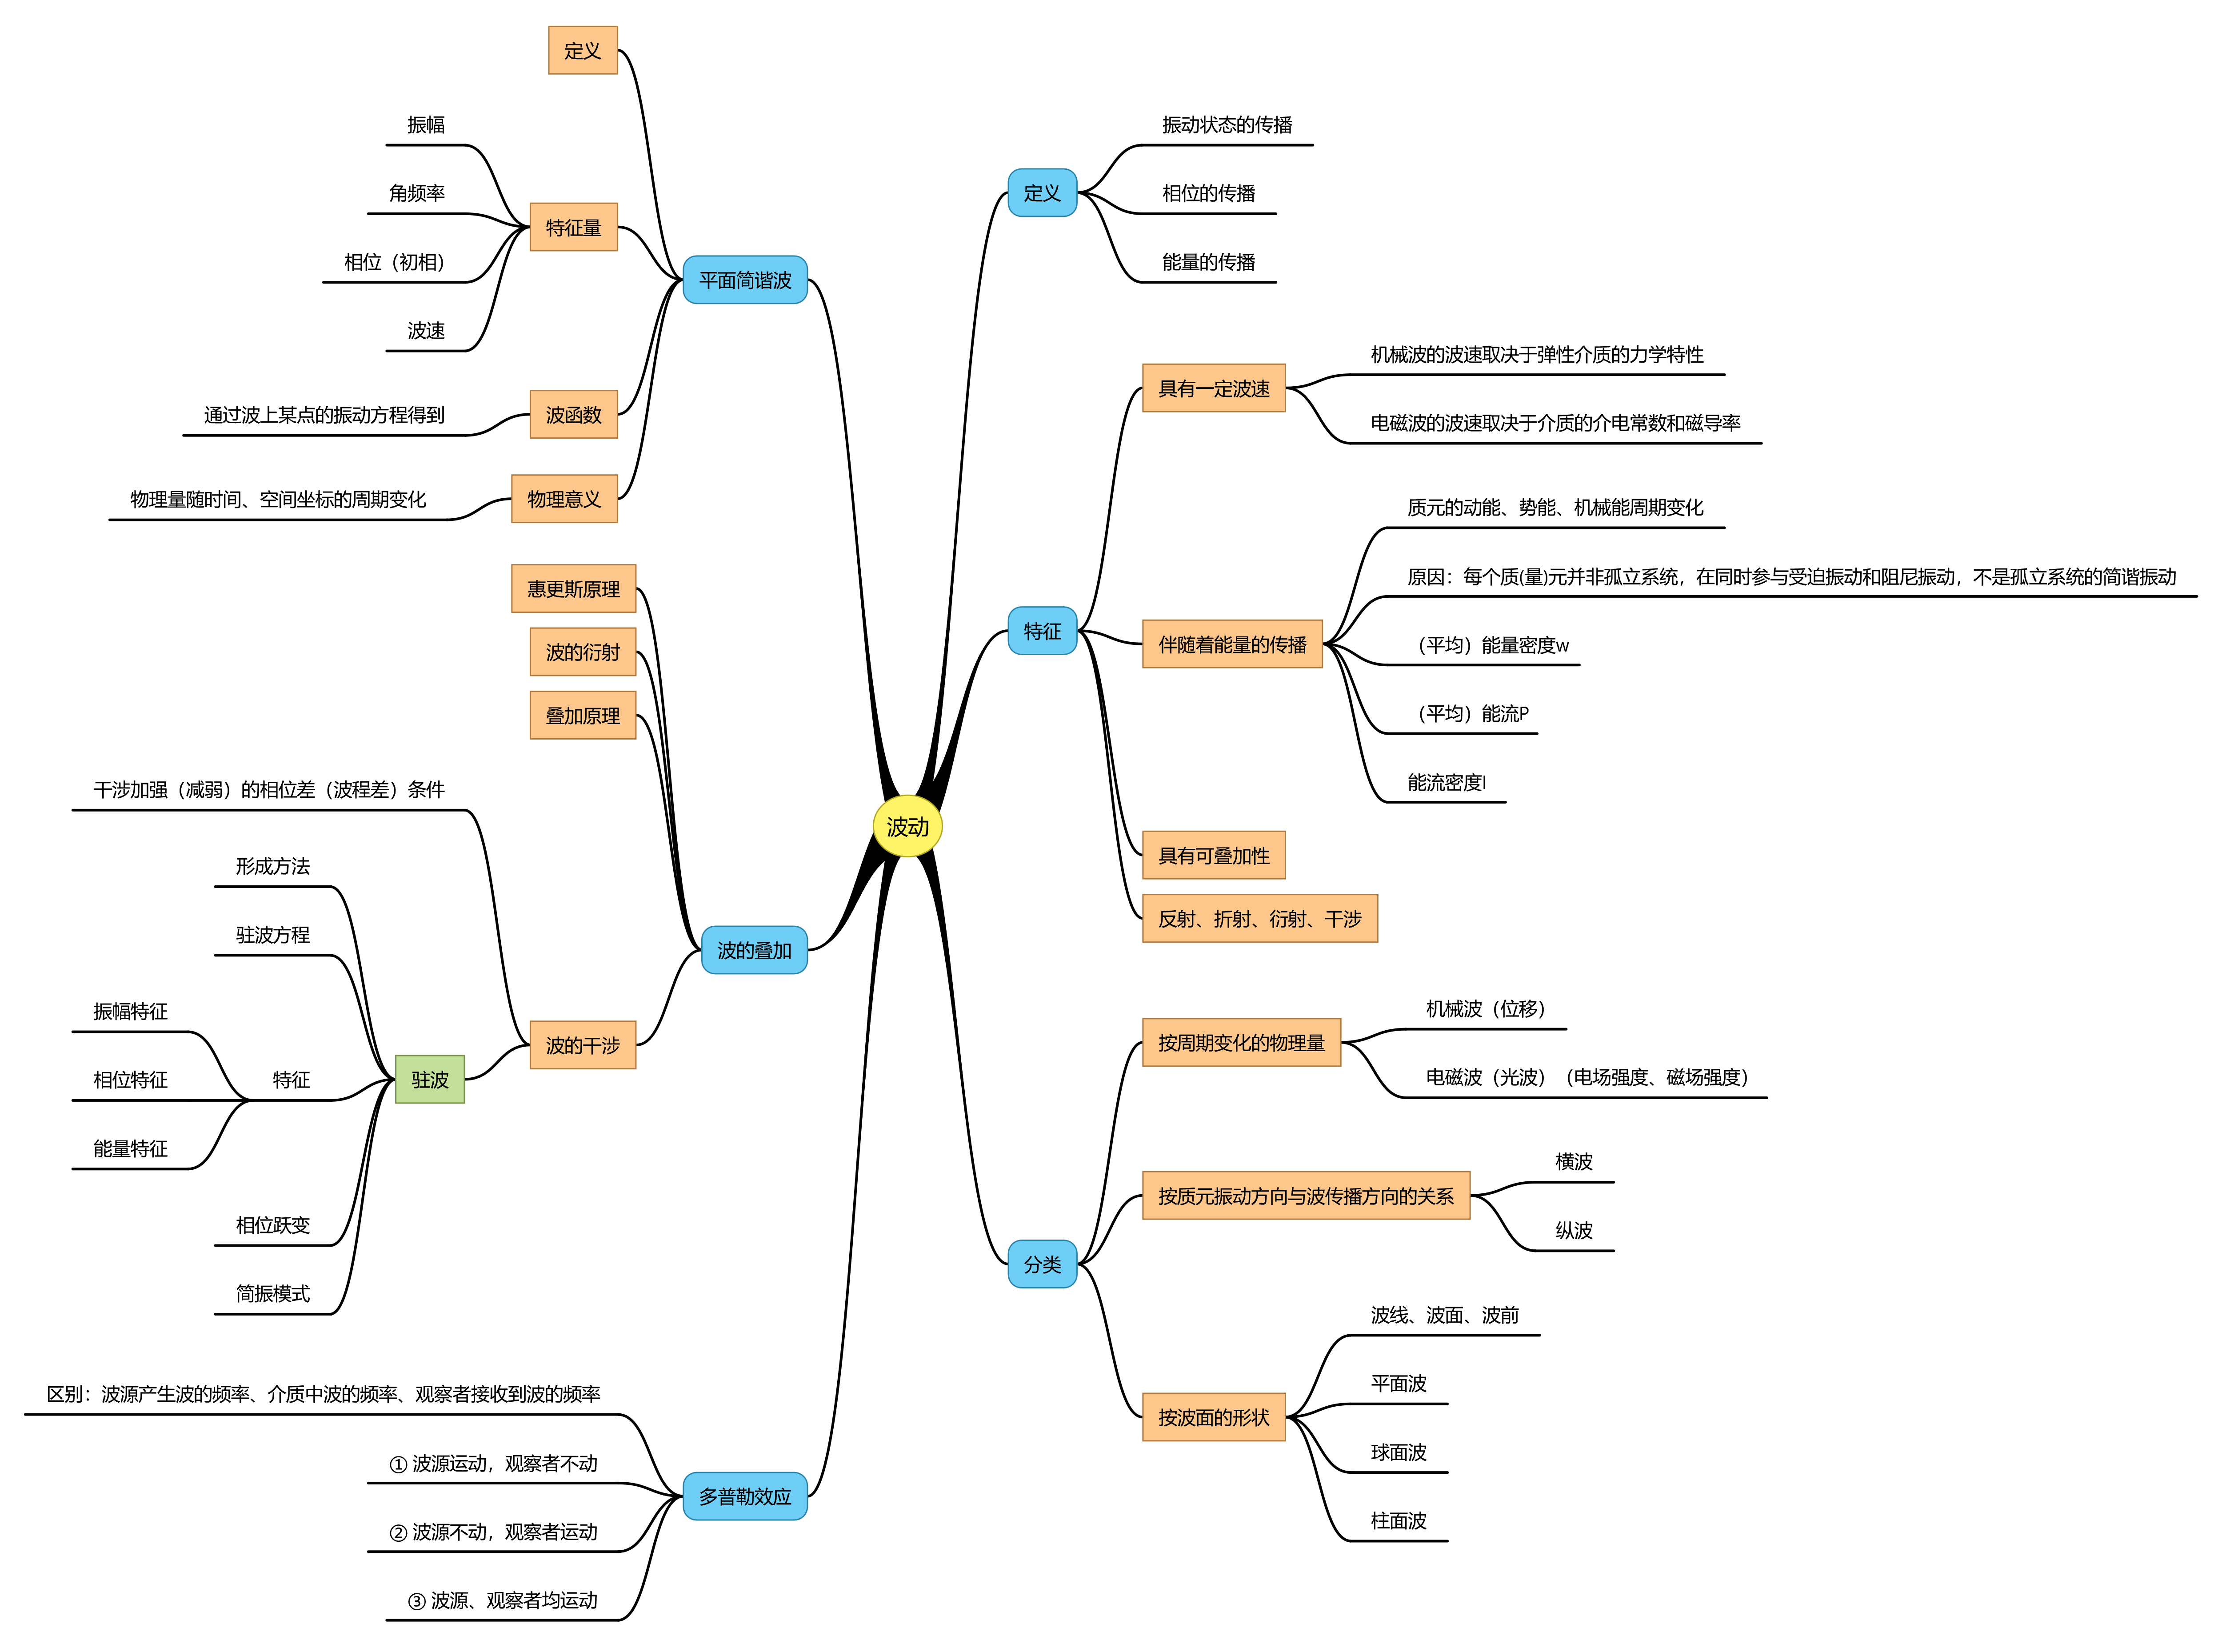 波动
定义
振动状态的传播
相位的传播
能量的传播
特征
具有一定波速
机械波的波速取决于弹性介质的力学特性
电磁波的波速取决于介质的介电常数和磁导率
伴随着能量的传播
质元的动能、势能、机械能周期变化
原因：每个质(量)元并非孤立系统，在同时参与受迫振动和阻尼振动，不是孤立系统的简谐振动
（平均）能量密度w
（平均）能流P
能流密度I
具有可叠加性
反射、折射、衍射、干涉
分类
按周期变化的物理量
机械波（位移）
电磁波（光波）（电场强度、磁场强度）
按质元振动方向与波传播方向的关系
横波
纵波
按波面的形状
波线、波面、波前
平面波
球面波
柱面波
平面简谐波
定义
特征量
振幅
角频率
相位（初相）
波速
波函数
通过波上某点的振动方程得到
物理意义
物理量随时间、空间坐标的周期变化
波的叠加
惠更斯原理
波的衍射
叠加原理
波的干涉
干涉加强（减弱）的相位差（波程差）条件
驻波
形成方法
驻波方程
特征
振幅特征
相位特征
能量特征
相位跃变
简振模式
多普勒效应
区别：波源产生波的频率、介质中波的频率、观察者接收到波的频率
① 波源运动，观察者不动
② 波源不动，观察者运动
③ 波源、观察者均运动